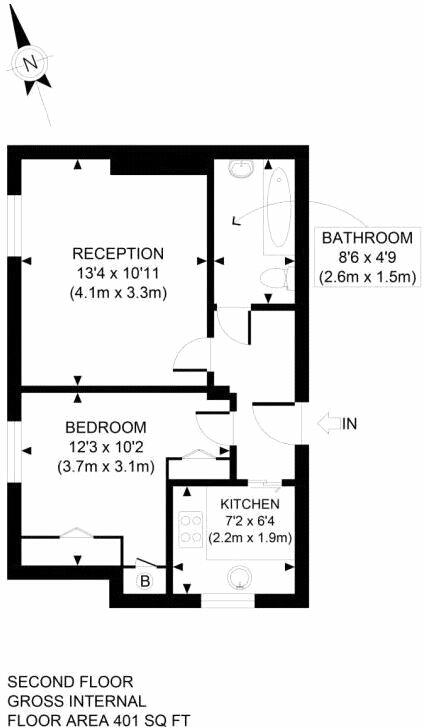 N
RECEPTION
13'4 x 10'11
(4.1m x 3.3m)
BATHROOM
8'6 x 4'9
(2.6m x 1.5m)
BEDROOM
12'3 x 10'2
(3.7m x 3.1m)
IN
KITCHEN
7'2 x 6'4
(2.2m x 1.9m)
B
SECOND FLOOR
GROSS INTERNAL
FLOOR AREA 401 SQ FT